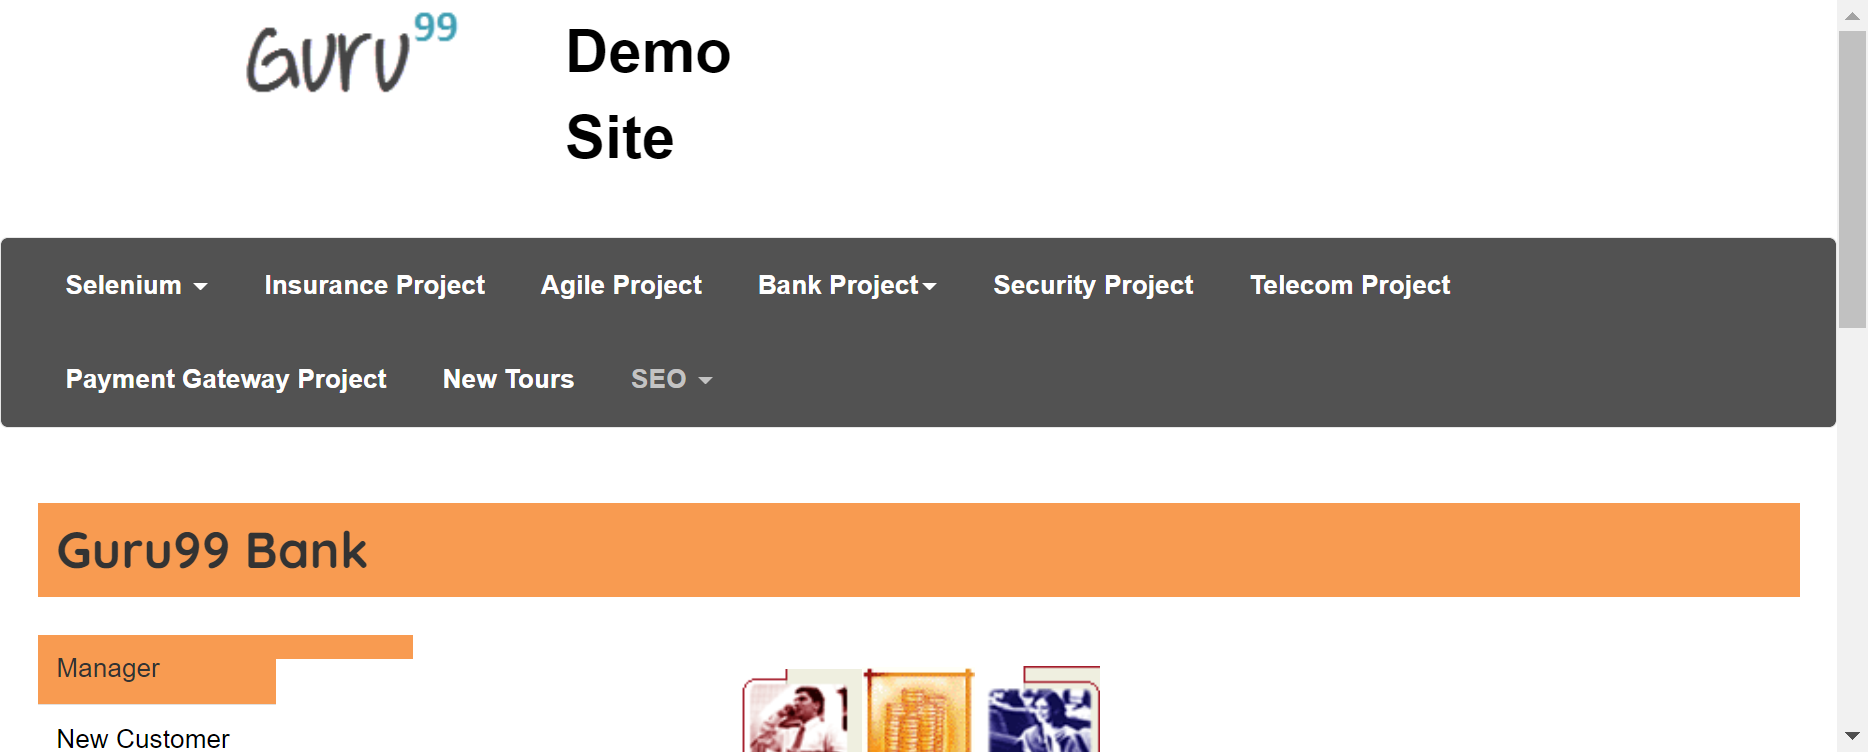 Guru99
Demo
Site
Selenium
Insurance Project
Agile Project
Bank Project
Security Project
Telecom Project
Payment Gateway Project
New Tours
SEO
Guru99 Bank
Manager
New Customer